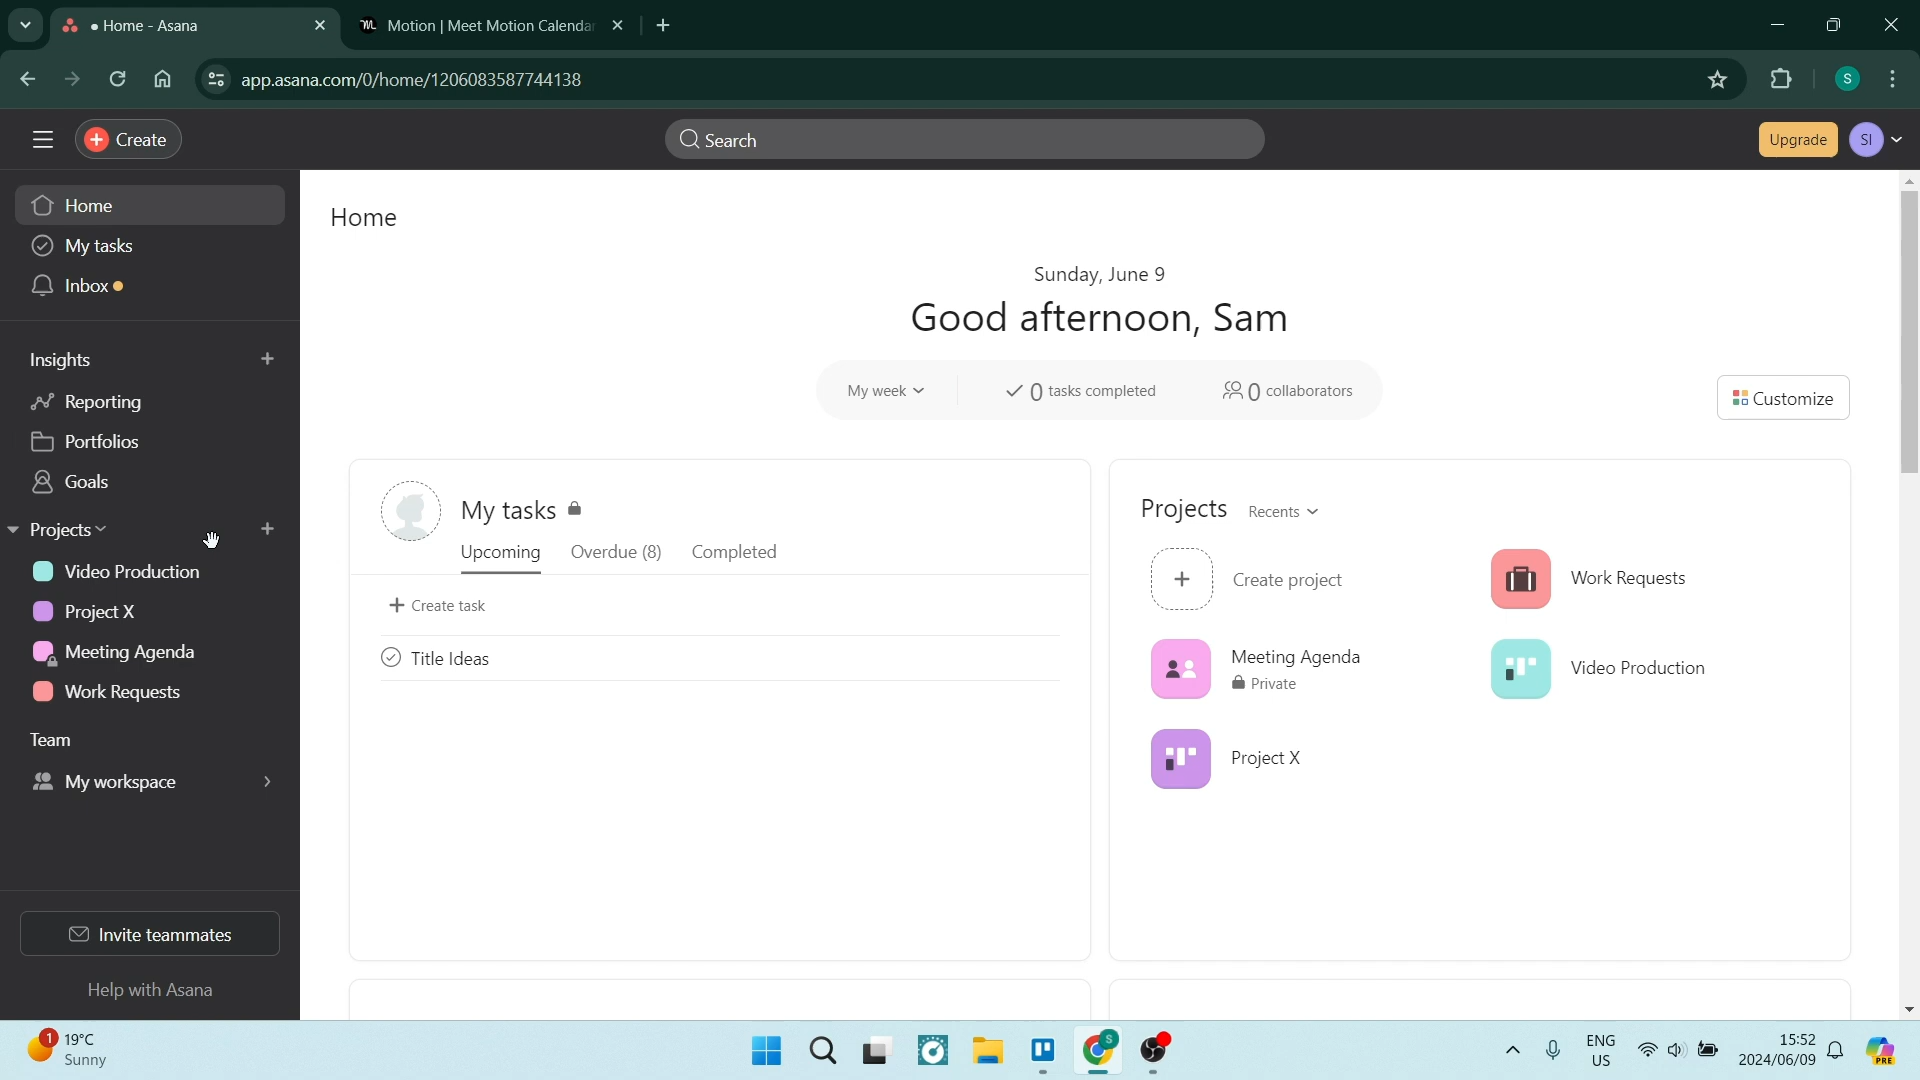 • Home - Asana
Motion | Meet Motion Calendar
app.asana.com/0/home/1206083587744138
S
Create
Search
Upgrade
SI
Home
My tasks
Inbox
Insights
Reporting
Portfolios
Goals
Projects
Video Production
Project X
Meeting Agenda
Work Requests
Team
My workspace
Invite teammates
Help with Asana
Home
Sunday, June 9
Good afternoon, Sam
My week
0 tasks completed
0 collaborators
Customize
My tasks
Upcoming
Overdue (8)
Completed
Create task
Title Ideas
Projects
Recents
Create project
Work Requests
Meeting Agenda
Private
Video Production
Project X
1
19°C
Sunny
S
ENG
US
15:52
2024/06/09
PRE